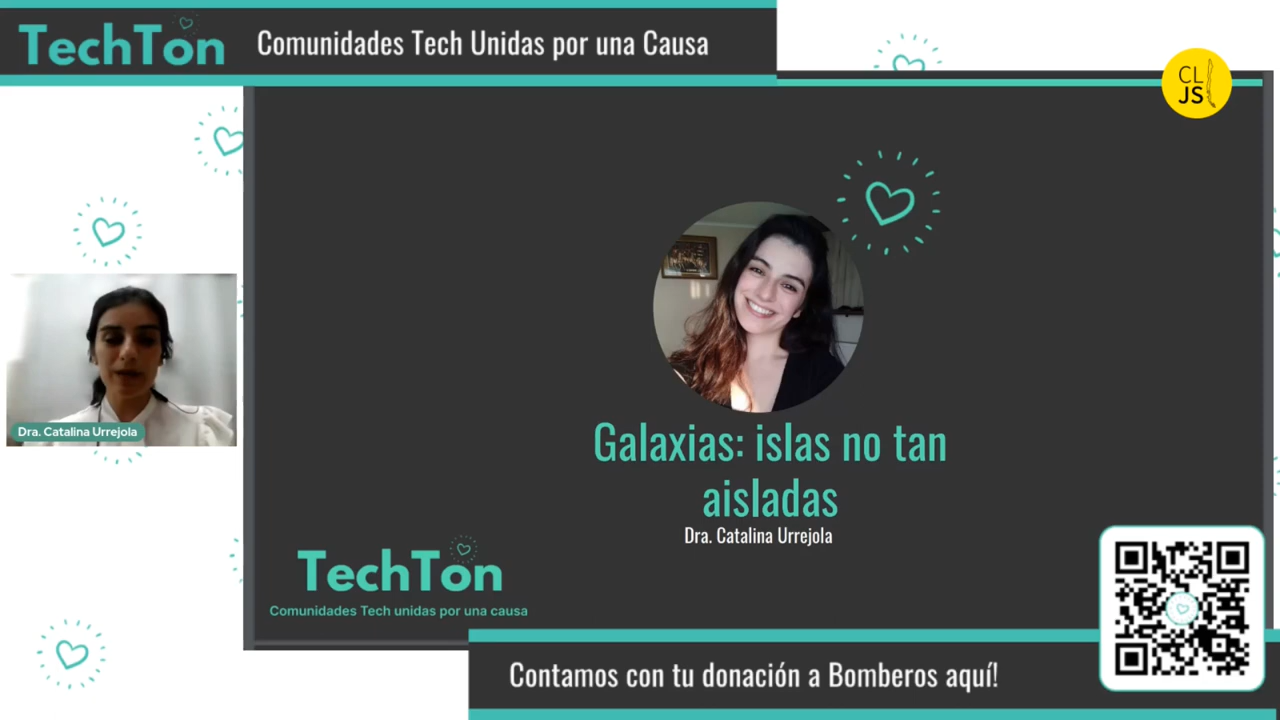 TechTon
Comunidades Tech Unidas por una Causa
CL
JS
Dra. Catalina Urrejola
Galaxias: islas no tan
aisladas
Dra. Catalina Urrejola
TechTon
Comunidades Tech unidas por una causa
Contamos con tu donación a Bomberos aquí!